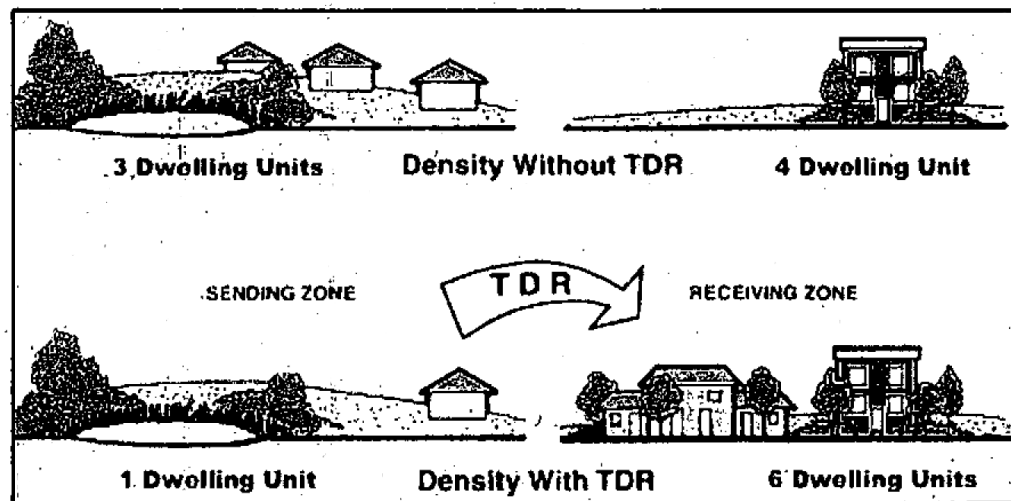 3 Dwelling Units Density Without TDR 4 Dwelling Unit
TDR
SENDING ZONE RECEIVING ZONE
1 Dwelling Unit Density With TDR 6 Dwelling Units